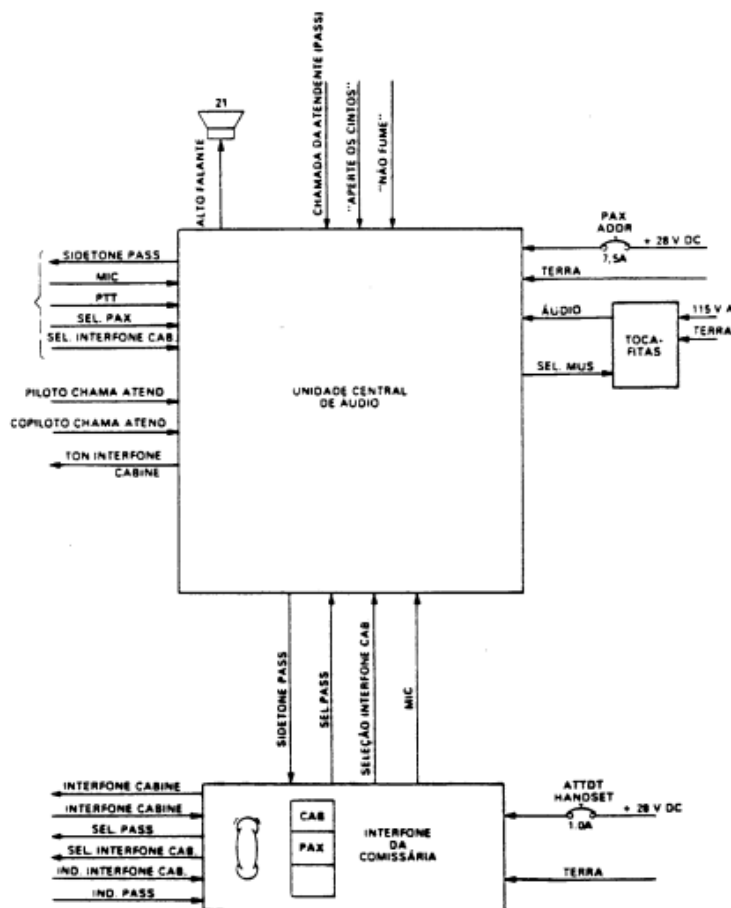 21
ALTO FALANTE
CHAMADA DA ATENDENTE (PASS)
"APERTE OS CINTOS"
"NÃO FUME"
SIDETONE PASS
MIC
PTT
SEL. PAX
SEL. INTERFONE CAB.
PILOTO CHAMA ATEND
COPILOTO CHAMA ATEND
TON INTERFONE
CABINE
UNIDADE CENTRAL
DE AUDIO
PAX
ADDR
+ 28 V DC
7,5A
TERRA
ÁUDIO
SEL. MUS
TOCA-
FITAS
115 V A
TERRA
SIDETONE PASS
SEL.PASS
SELEÇÃO INTERFONE CAB
MIC
INTERFONE CABINE
INTERFONE CABINE
SEL. PASS
SEL. INTERFONE CAB.
IND. INTERFONE CAB.
IND. PASS
CAB
PAX
INTERFONE
DA
COMISSÁRIA
ATTDT
HANDSET
+ 28 V DC
1.0A
TERRA